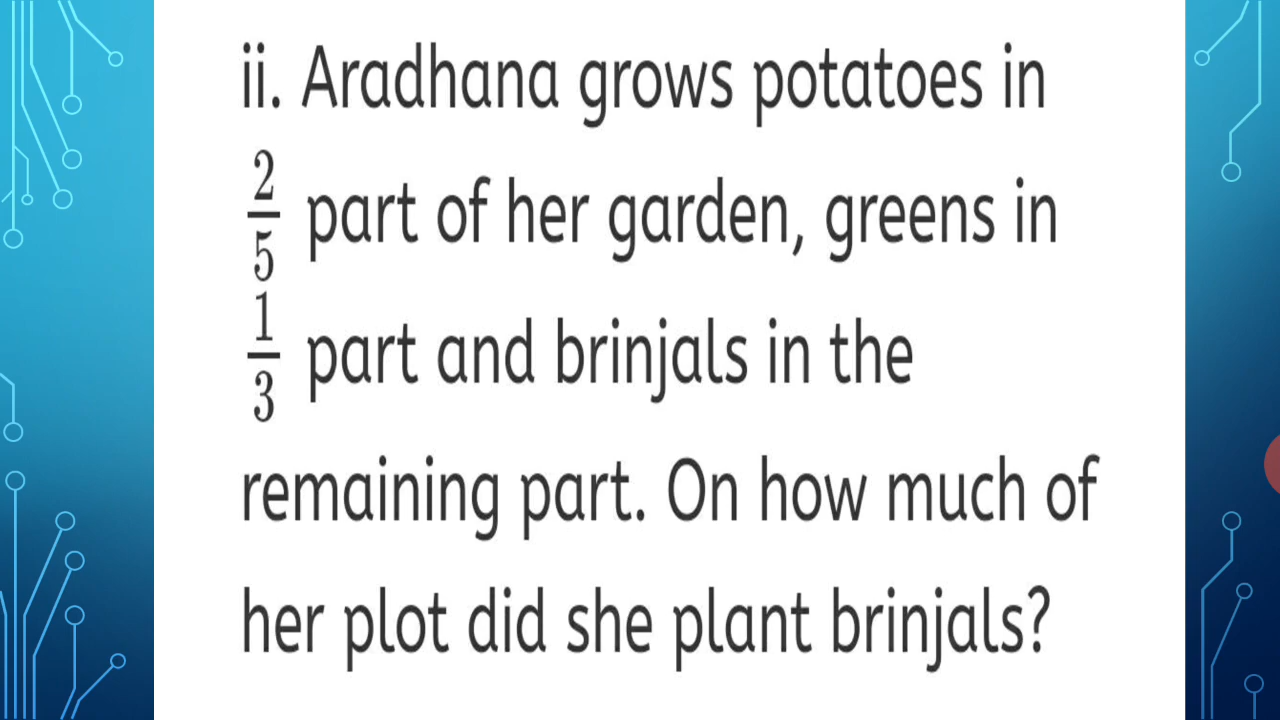 ii. Aradhana grows potatoes in
2/5 part of her garden, greens in
1/3 part and brinjals in the
remaining part. On how much of
her plot did she plant brinjals?